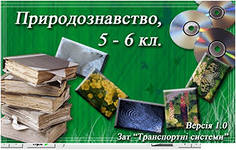 Природознавство,
5 - 6 кл.
Версія 1.0
Зат "Транспортні системи"